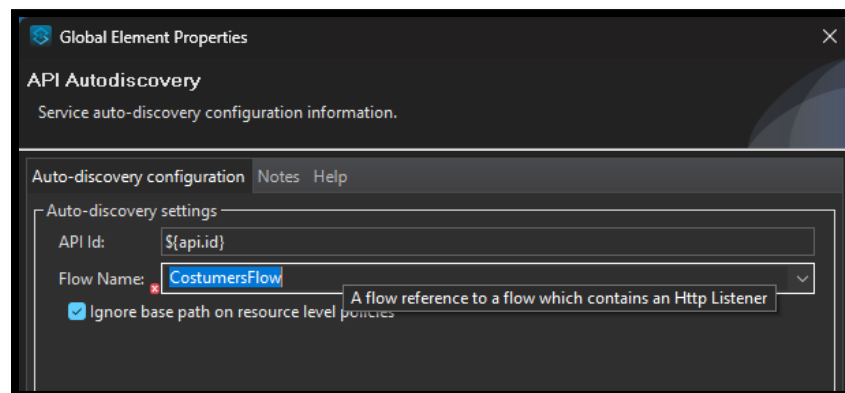 Global Element Properties
API Autodiscovery
Service auto-discovery configuration information.
Auto-discovery configuration Notes Help
Auto-discovery settings
API Id: ${api.id}
Flow Name: CostumersFlow
A flow reference to a flow which contains an Http Listener
Ignore base path on resource level policies